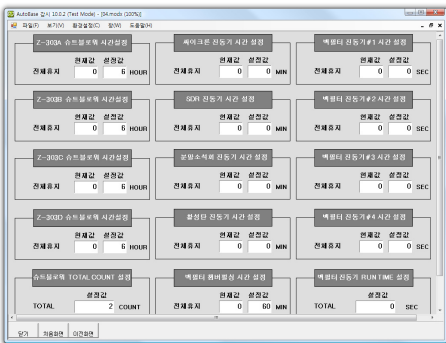 AutoBase 감시 10.0.2 (Test Mode) - [04.modx (100%)]
파일(F) 보기(V) 환경설정(C) 창(W) 도움말(H)
Z-303A 슈트블로워 시간설정
현재값 설정값
전체휴지 0 6 HOUR
싸이크론 진동기 시간 설정
현재값 설정값
전체휴지 0 0 MIN
백필터 진동기#1 시간 설정
현재값 설정값
전체휴지 0 0 SEC
Z-303B 슈트블로워 시간설정
현재값 설정값
전체휴지 0 6 HOUR
SDR 진동기 시간 설정
현재값 설정값
전체휴지 0 0 MIN
백필터 진동기#2 시간 설정
현재값 설정값
전체휴지 0 0 SEC
Z-303C 슈트블로워 시간설정
현재값 설정값
전체휴지 0 6 HOUR
분말소석회 진동기 시간 설정
현재값 설정값
전체휴지 0 0 MIN
백필터 진동기#3 시간 설정
현재값 설정값
전체휴지 0 0 SEC
Z-303D 슈트블로워 시간설정
현재값 설정값
전체휴지 0 6 HOUR
활성탄 진동기 시간 설정
현재값 설정값
전체휴지 0 0 MIN
백필터 진동기#4 시간 설정
현재값 설정값
전체휴지 0 0 SEC
슈트블로워 TOTAL COUNT 설정
설정값
TOTAL 2 COUNT
백필터 챔버펄싱 시간 설정
현재값 설정값
전체휴지 0 60 MIN
백필터진동기 RUN TIME 설정
설정값
TOTAL 0 SEC
닫기 처음화면 이전화면